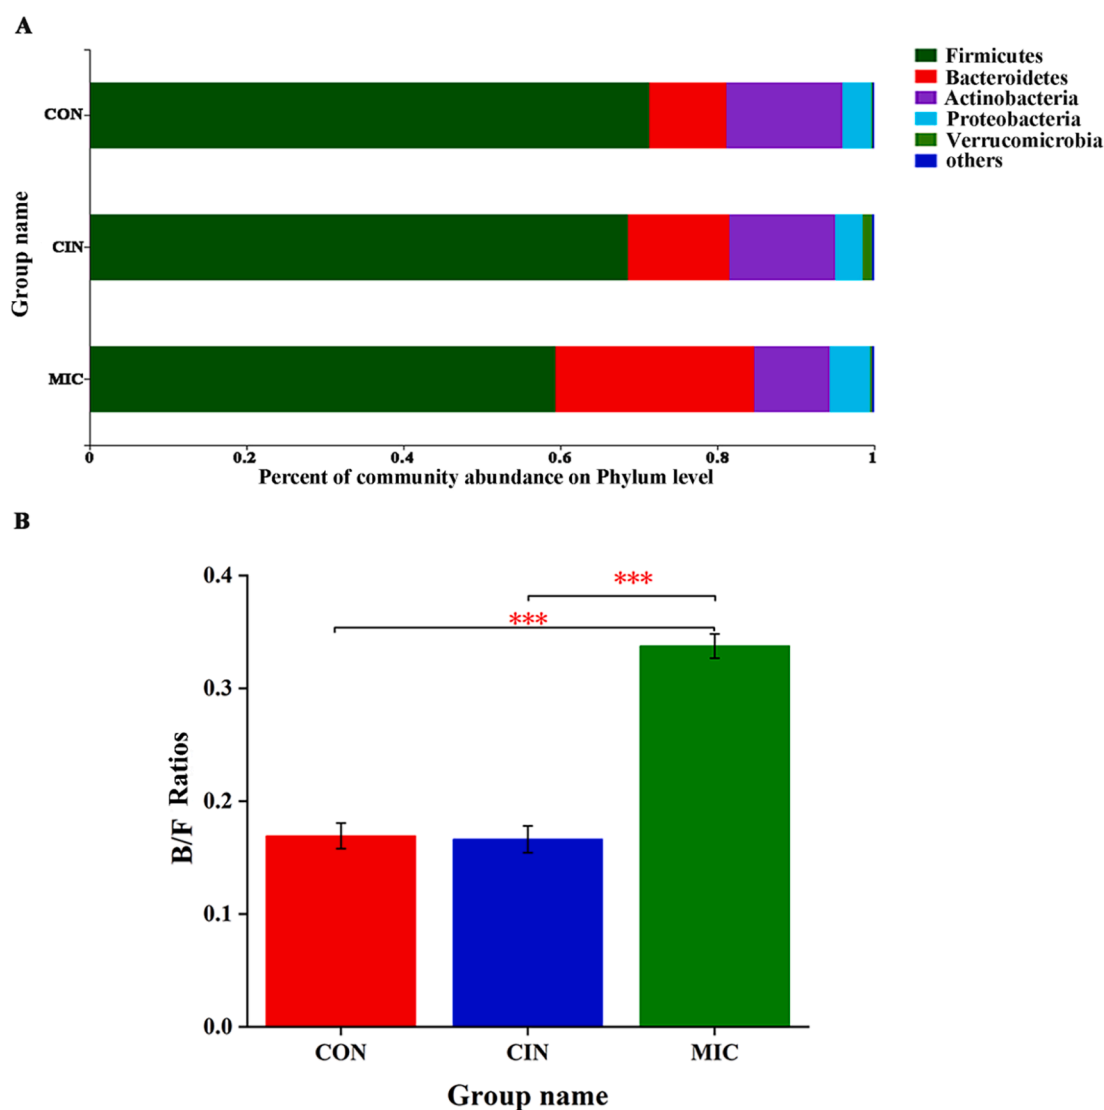 A
Firmicutes
Bacteroidetes
Actinobacteria
Proteobacteria
Verrucomicrobia
others
Group name
CON
CIN
MIC
0 0.2 0.4 0.6 0.8 1
Percent of community abundance on Phylum level
B
B/F Ratios
0.4
0.3
0.2
0.1
0.0
***
***
CON CIN MIC
Group name